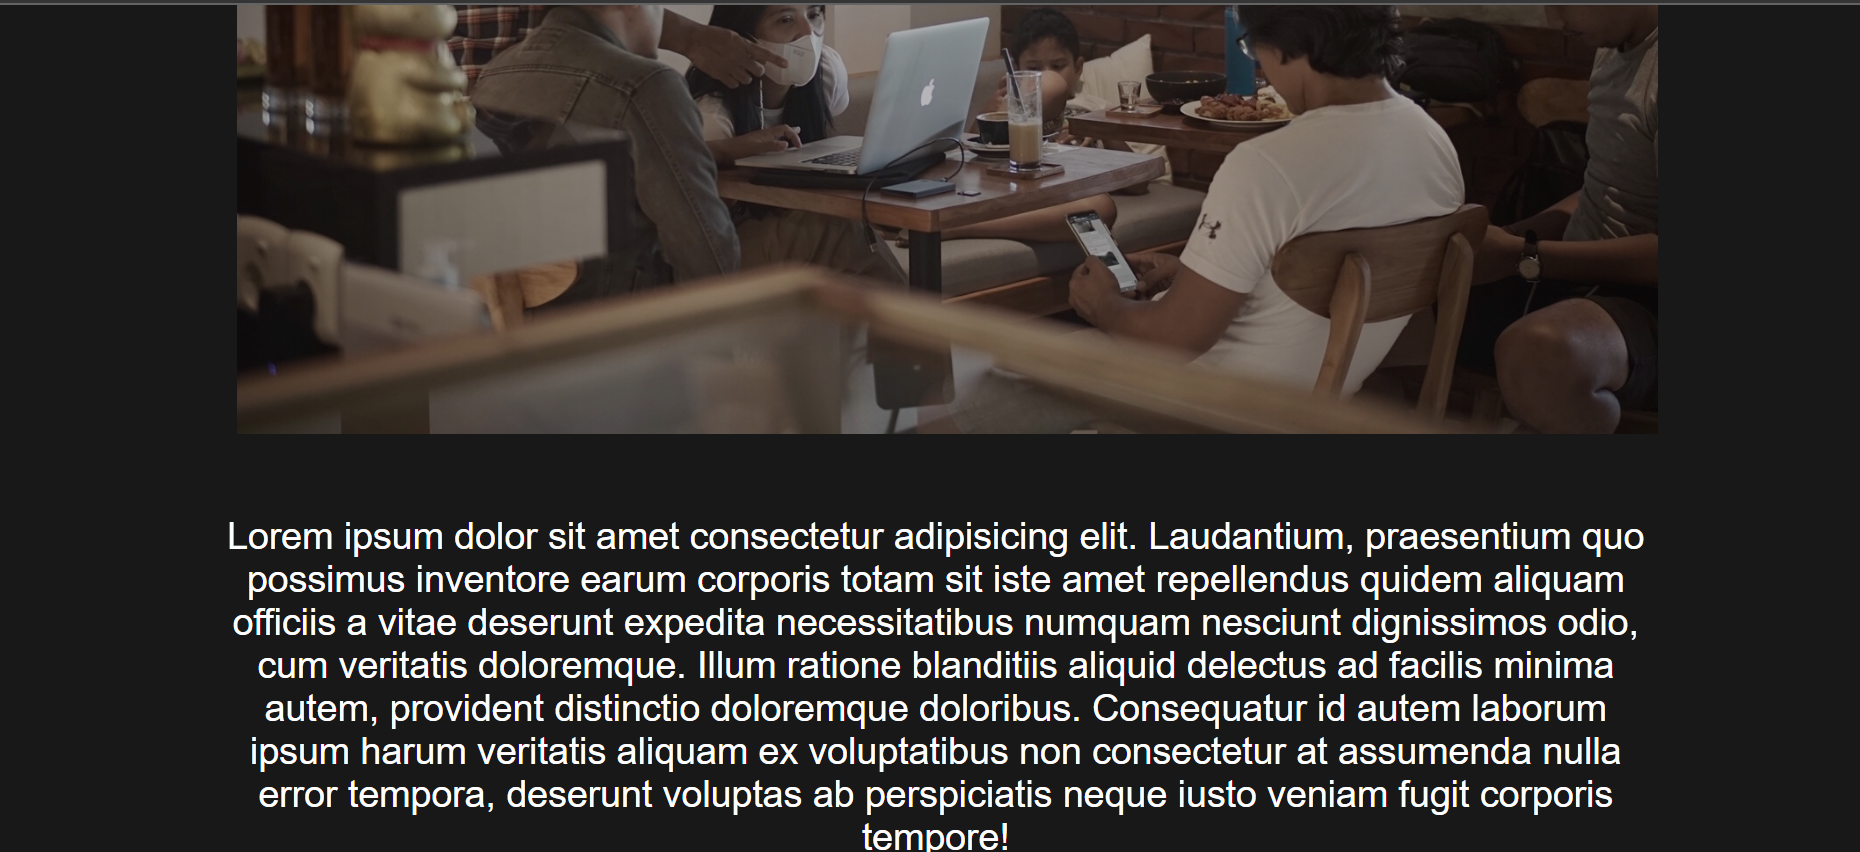 Lorem ipsum dolor sit amet consectetur adipisicing elit. Laudantium, praesentium quo
possimus inventore earum corporis totam sit iste amet repellendus quidem aliquam
officiis a vitae deserunt expedita necessitatibus numquam nesciunt dignissimos odio,
cum veritatis doloremque. Illum ratione blanditiis aliquid delectus ad facilis minima
autem, provident distinctio doloremque doloribus. Consequatur id autem laborum
ipsum harum veritatis aliquam ex voluptatibus non consectetur at assumenda nulla
error tempora, deserunt voluptas ab perspiciatis neque iusto veniam fugit corporis
tempore!